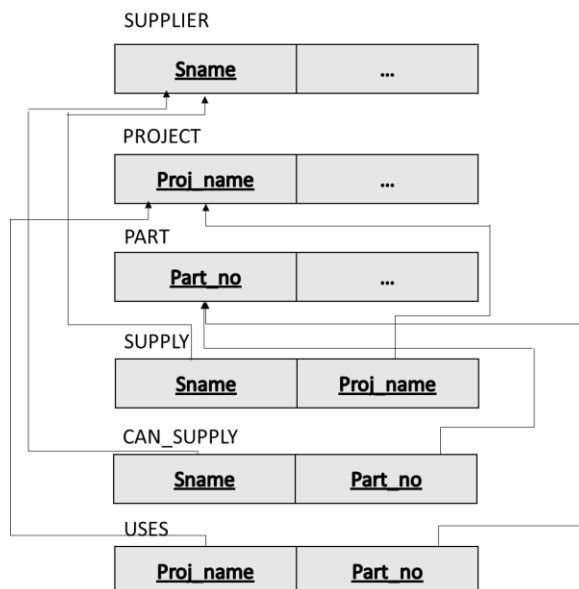 SUPPLIER
Sname ...
PROJECT
Proj_name ...
PART
Part_no ...
SUPPLY
Sname Proj_name
CAN_SUPPLY
Sname Part_no
USES
Proj_name Part_no